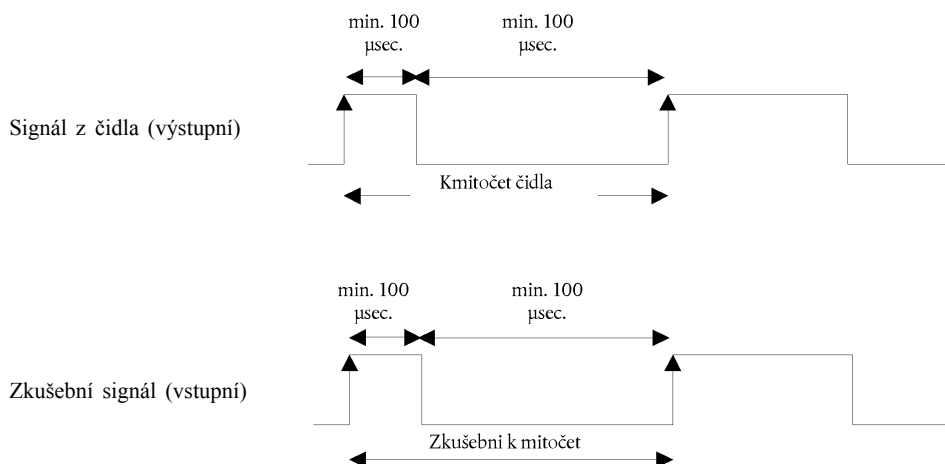 min. 100 min. 100
µsec. µsec.
Signál z čidla (výstupní)
Kmitočet čidla
min. 100 min. 100
µsec. µsec.
Zkušební signál (vstupní)
Zkušebni k mitočet